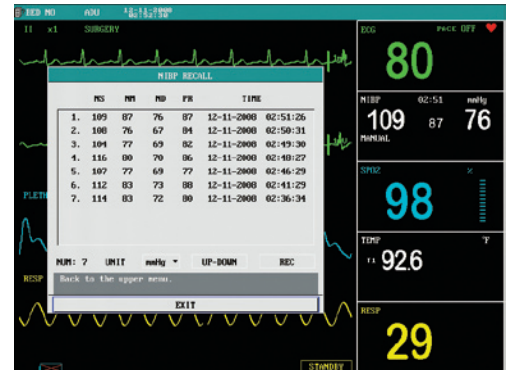 BED NO ADU 12-11-2008
02:52:30
II x1 SURGERY
ECG PACE OFF
80
NIBP RECALL
NS NM ND PR TIME
1. 109 87 76 87 12-11-2008 02:51:26
2. 108 76 67 84 12-11-2008 02:50:31
3. 104 77 69 82 12-11-2008 02:49:30
4. 116 80 70 86 12-11-2008 02:48:27
5. 107 77 69 77 12-11-2008 02:46:29
6. 112 83 73 88 12-11-2008 02:41:29
7. 114 83 72 80 12-11-2008 02:36:34
NIBP 02:51 mmHg
109 87 76
MANUAL
SPO2 %
98
PLETH
NUM: 7 UNIT mmHg UP-DOWN REC
Back to the upper menu.
EXIT
TEMP °F
T1 92.6
RESP
RESP
29
STANDBY